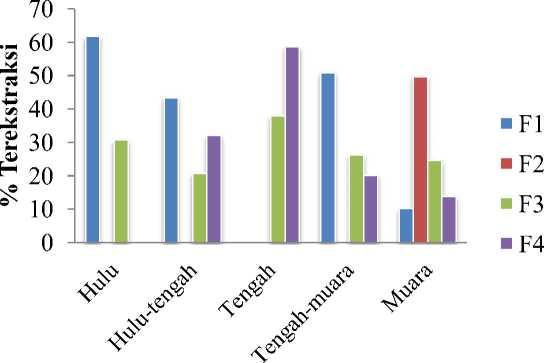 % Terekstraksi
70
60
50
40
30
20
10
0
Hulu
Hulu-tengah
Tengah
Tengah-muara
Muara
F1
F2
F3
F4